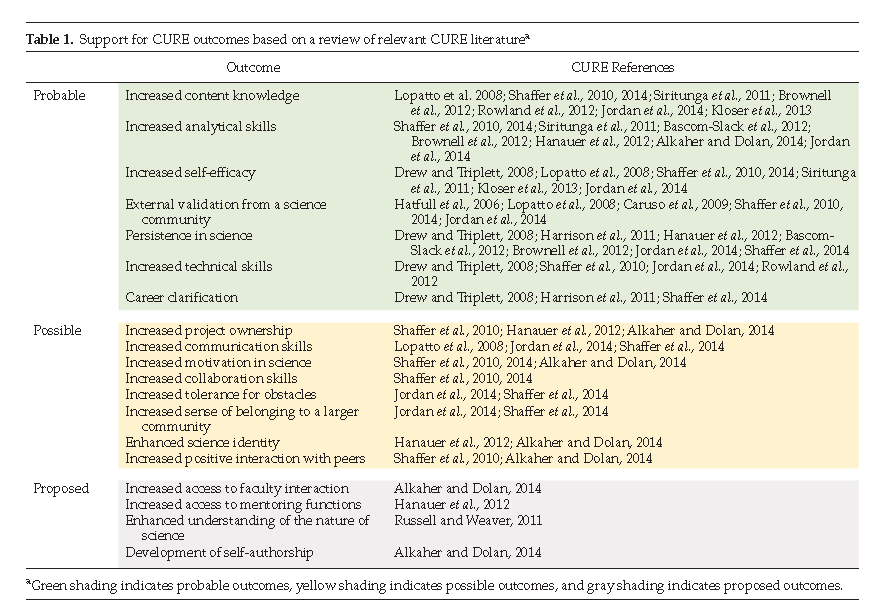 Table 1. Support for CURE outcomes based on a review of relevant CURE literatureª
Outcome CURE References
Probable Increased content knowledge Lopatto et al. 2008; Shaffer et al., 2010, 2014; Siritunga et al., 2011; Brownell
et al., 2012; Rowland et al., 2012; Jordan et al., 2014; Kloser et al., 2013
Increased analytical skills Shaffer et al., 2010, 2014; Siritunga et al., 2011; Bascom-Slack et al., 2012;
Brownell et al., 2012; Hanauer et al., 2012; Alkaher and Dolan, 2014; Jordan
et al., 2014
Increased self-efficacy Drew and Triplett, 2008; Lopatto et al., 2008; Shaffer et al., 2010, 2014; Siritunga
et al., 2011; Kloser et al., 2013; Jordan et al., 2014
External validation from a science Hatfull et al., 2006; Lopatto et al., 2008; Caruso et al., 2009; Shaffer et al., 2010,
community 2014; Jordan et al., 2014
Persistence in science Drew and Triplett, 2008; Harrison et al., 2011; Hanauer et al., 2012; Bascom-
Slack et al., 2012; Brownell et al., 2012; Jordan et al., 2014; Shaffer et al., 2014
Increased technical skills Drew and Triplett, 2008; Shaffer et al., 2010; Jordan et al., 2014; Rowland et al.,
2012
Career clarification Drew and Triplett, 2008; Harrison et al., 2011; Shaffer et al., 2014
Possible Increased project ownership Shaffer et al., 2010; Hanauer et al., 2012; Alkaher and Dolan, 2014
Increased communication skills Lopatto et al., 2008; Jordan et al., 2014; Shaffer et al., 2014
Increased motivation in science Shaffer et al., 2010, 2014; Alkaher and Dolan, 2014
Increased collaboration skills Shaffer et al., 2010, 2014
Increased tolerance for obstacles Jordan et al., 2014; Shaffer et al., 2014
Increased sense of belonging to a larger Jordan et al., 2014; Shaffer et al., 2014
community
Enhanced science identity Hanauer et al., 2012; Alkaher and Dolan, 2014
Increased positive interaction with peers Shaffer et al., 2010; Alkaher and Dolan, 2014
Proposed Increased access to faculty interaction Alkaher and Dolan, 2014
Increased access to mentoring functions Hanauer et al., 2012
Enhanced understanding of the nature of Russell and Weaver, 2011
science
Development of self-authorship Alkaher and Dolan, 2014
ªGreen shading indicates probable outcomes, yellow shading indicates possible outcomes, and gray shading indicates proposed outcomes.